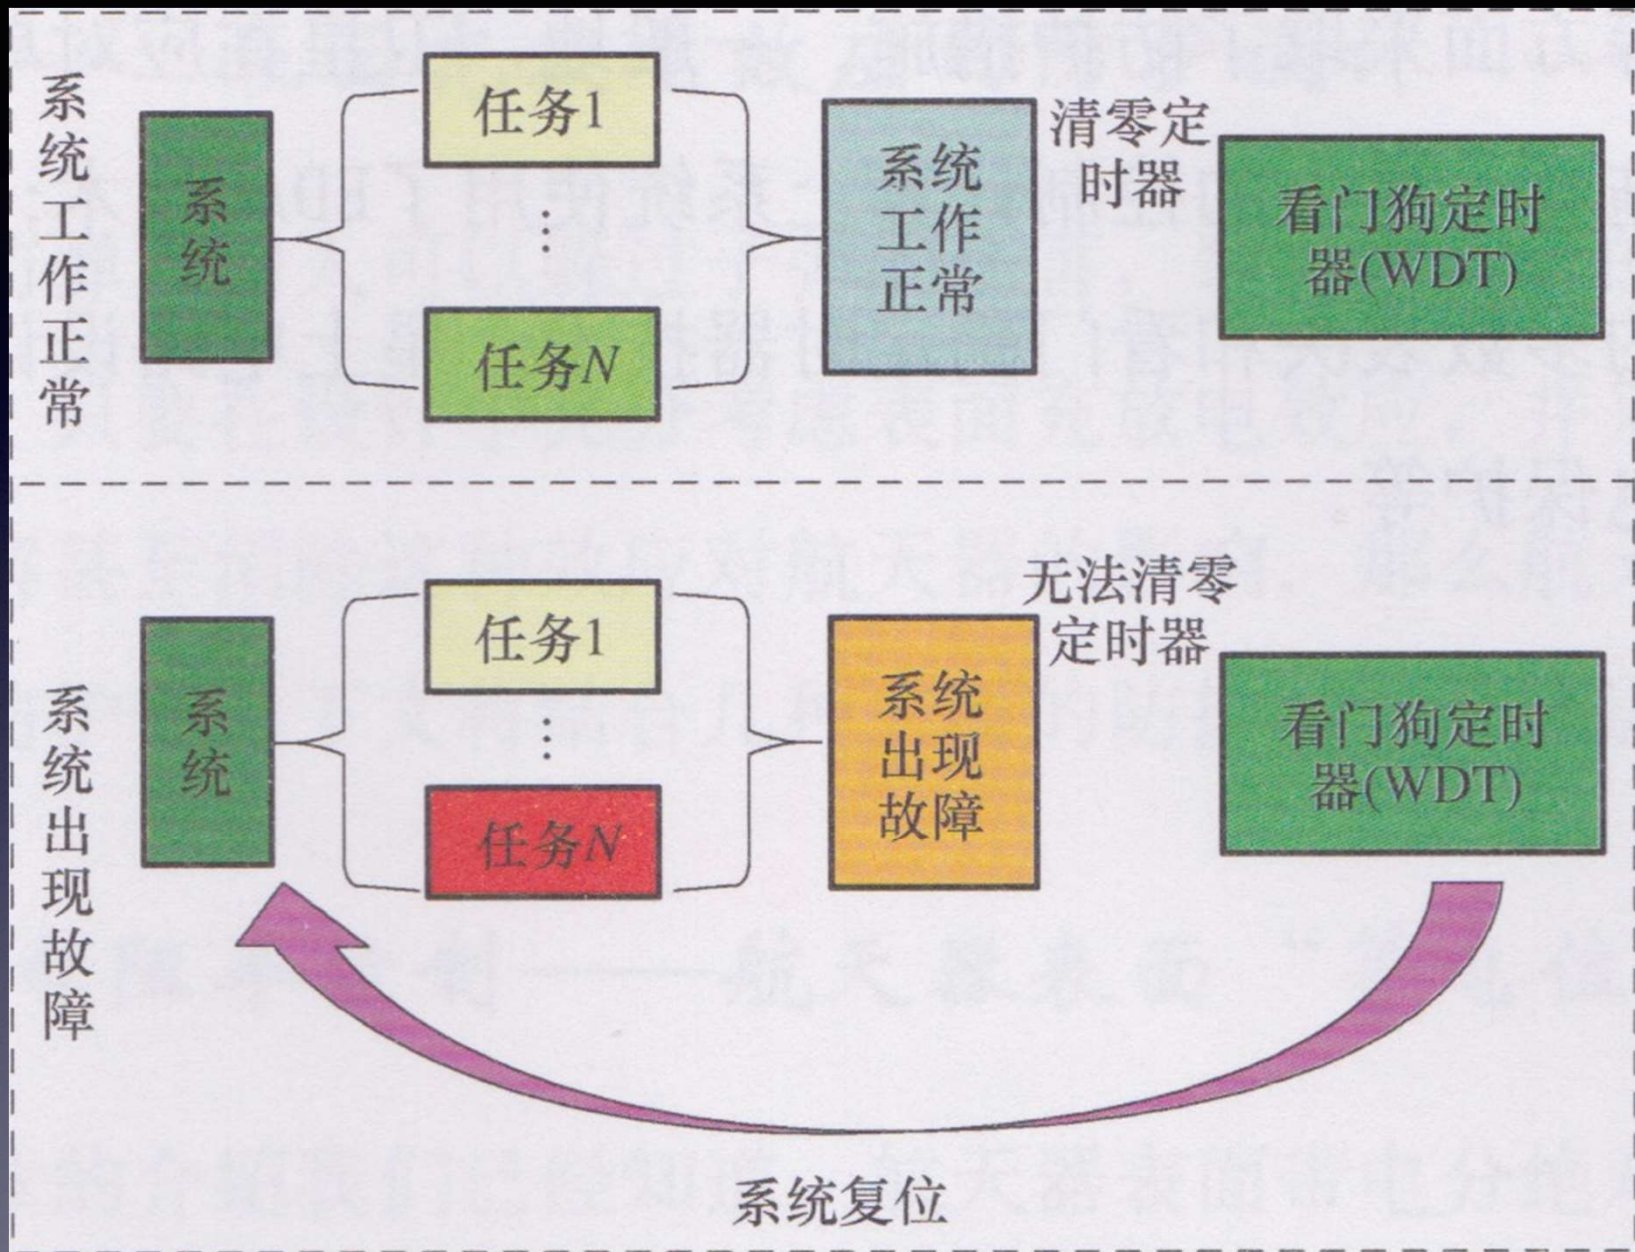 系统工作正常
系统
任务1
⋮
任务N
系统
工作
正常
清零定
时器
看门狗定时
器(WDT)
系统出现故障
系统
任务1
⋮
任务N
系统
出现
故障
无法清零
定时器
看门狗定时
器(WDT)
系统复位